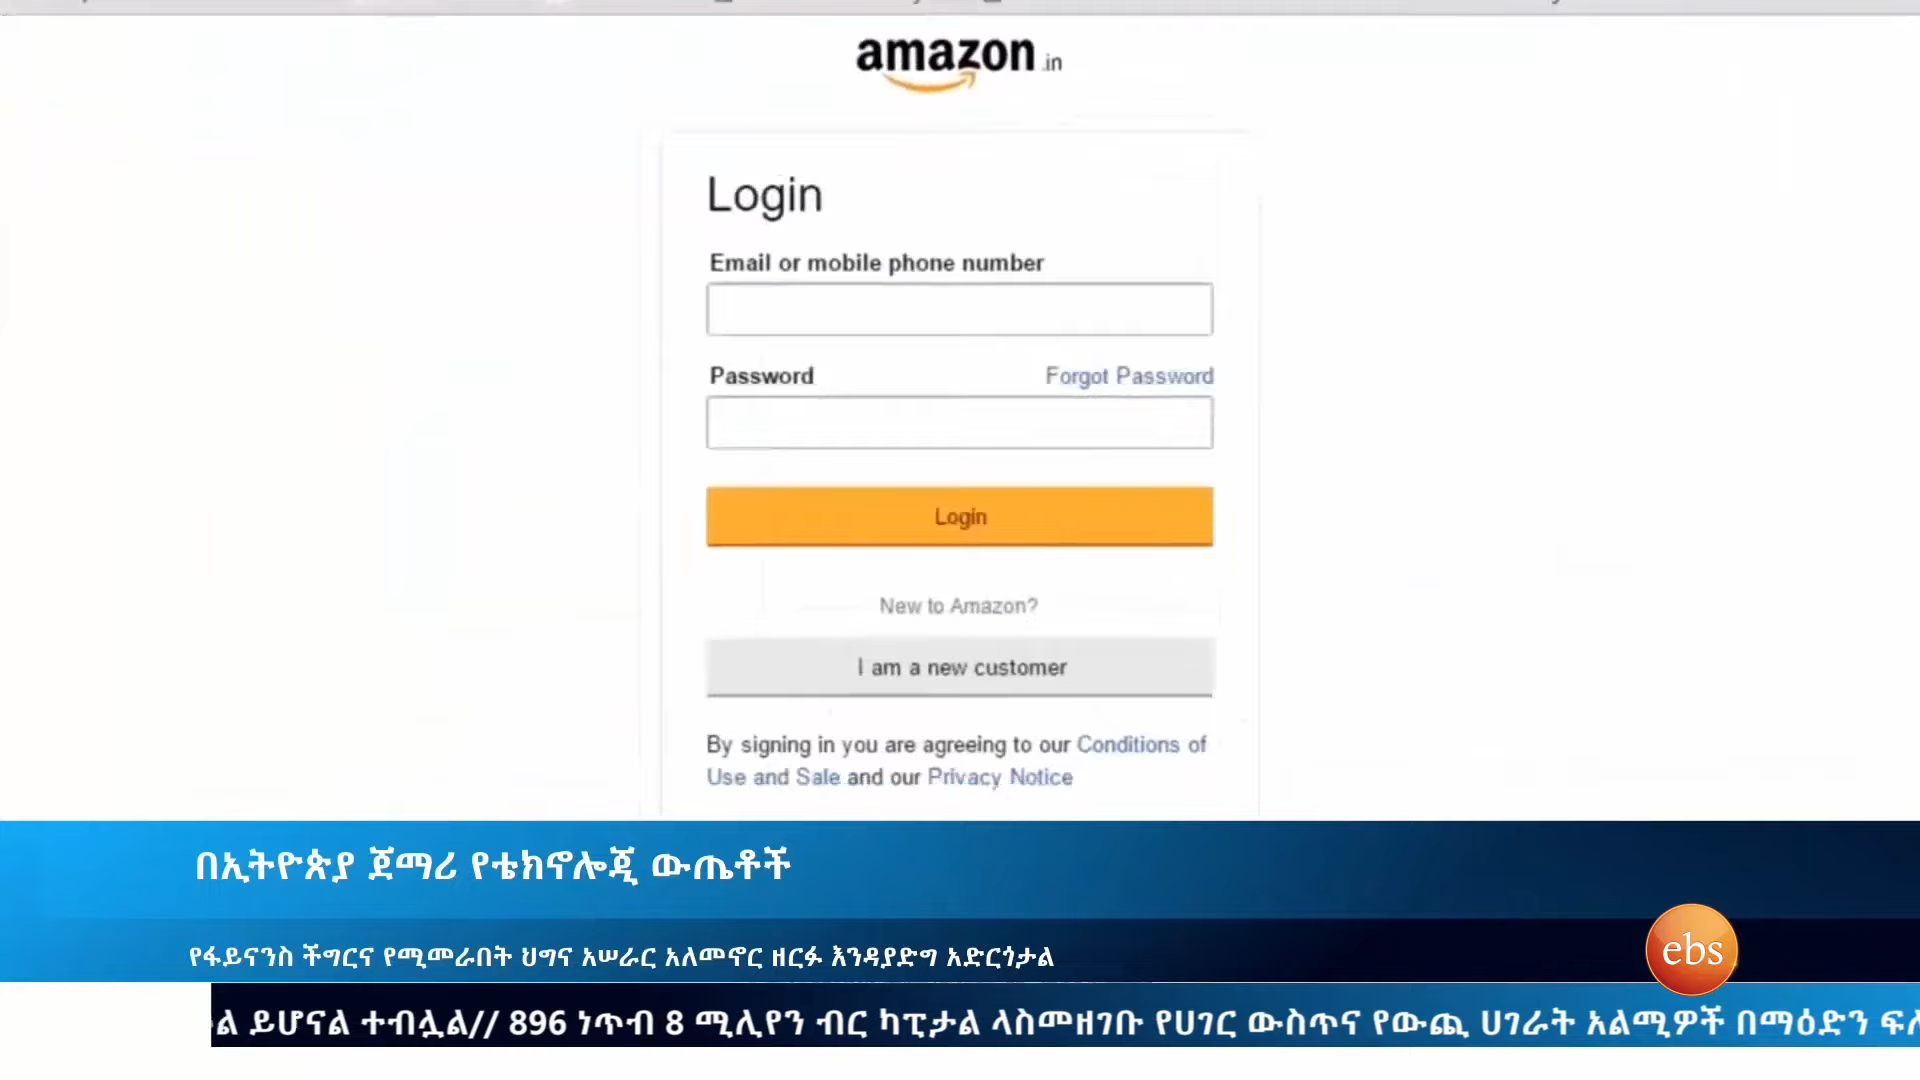 amazon.in
Login
Email or mobile phone number
Password Forgot Password
Login
New to Amazon?
I am a new customer
By signing in you are agreeing to our Conditions of
Use and Sale and our Privacy Notice
በኢትዮጵያ ጀማሪ የቴክኖሎጂ ውጤቶች
የፋይናንስ ችግርና የሚመራበት ህግና አሠራር አለመኖር ዘርፉ እንዳያድግ አድርጎታል
ebs
ይሆናል ተብሏል// 896 ነጥብ 8 ሚሊየን ብር ካፒታል ላስመዘገቡ የሀገር ውስጥና የውጪ ሀገራት አልሚዎች በማዕድን